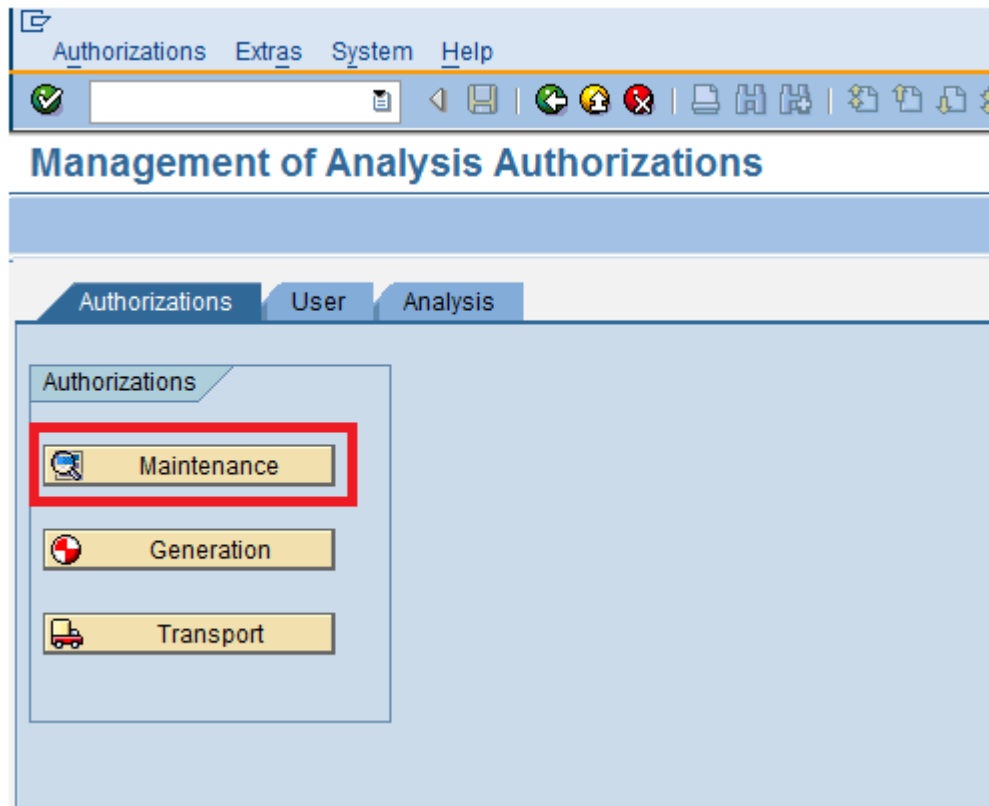 Authorizations Extras System Help
Management of Analysis Authorizations
Authorizations User Analysis
Authorizations
Maintenance
Generation
Transport